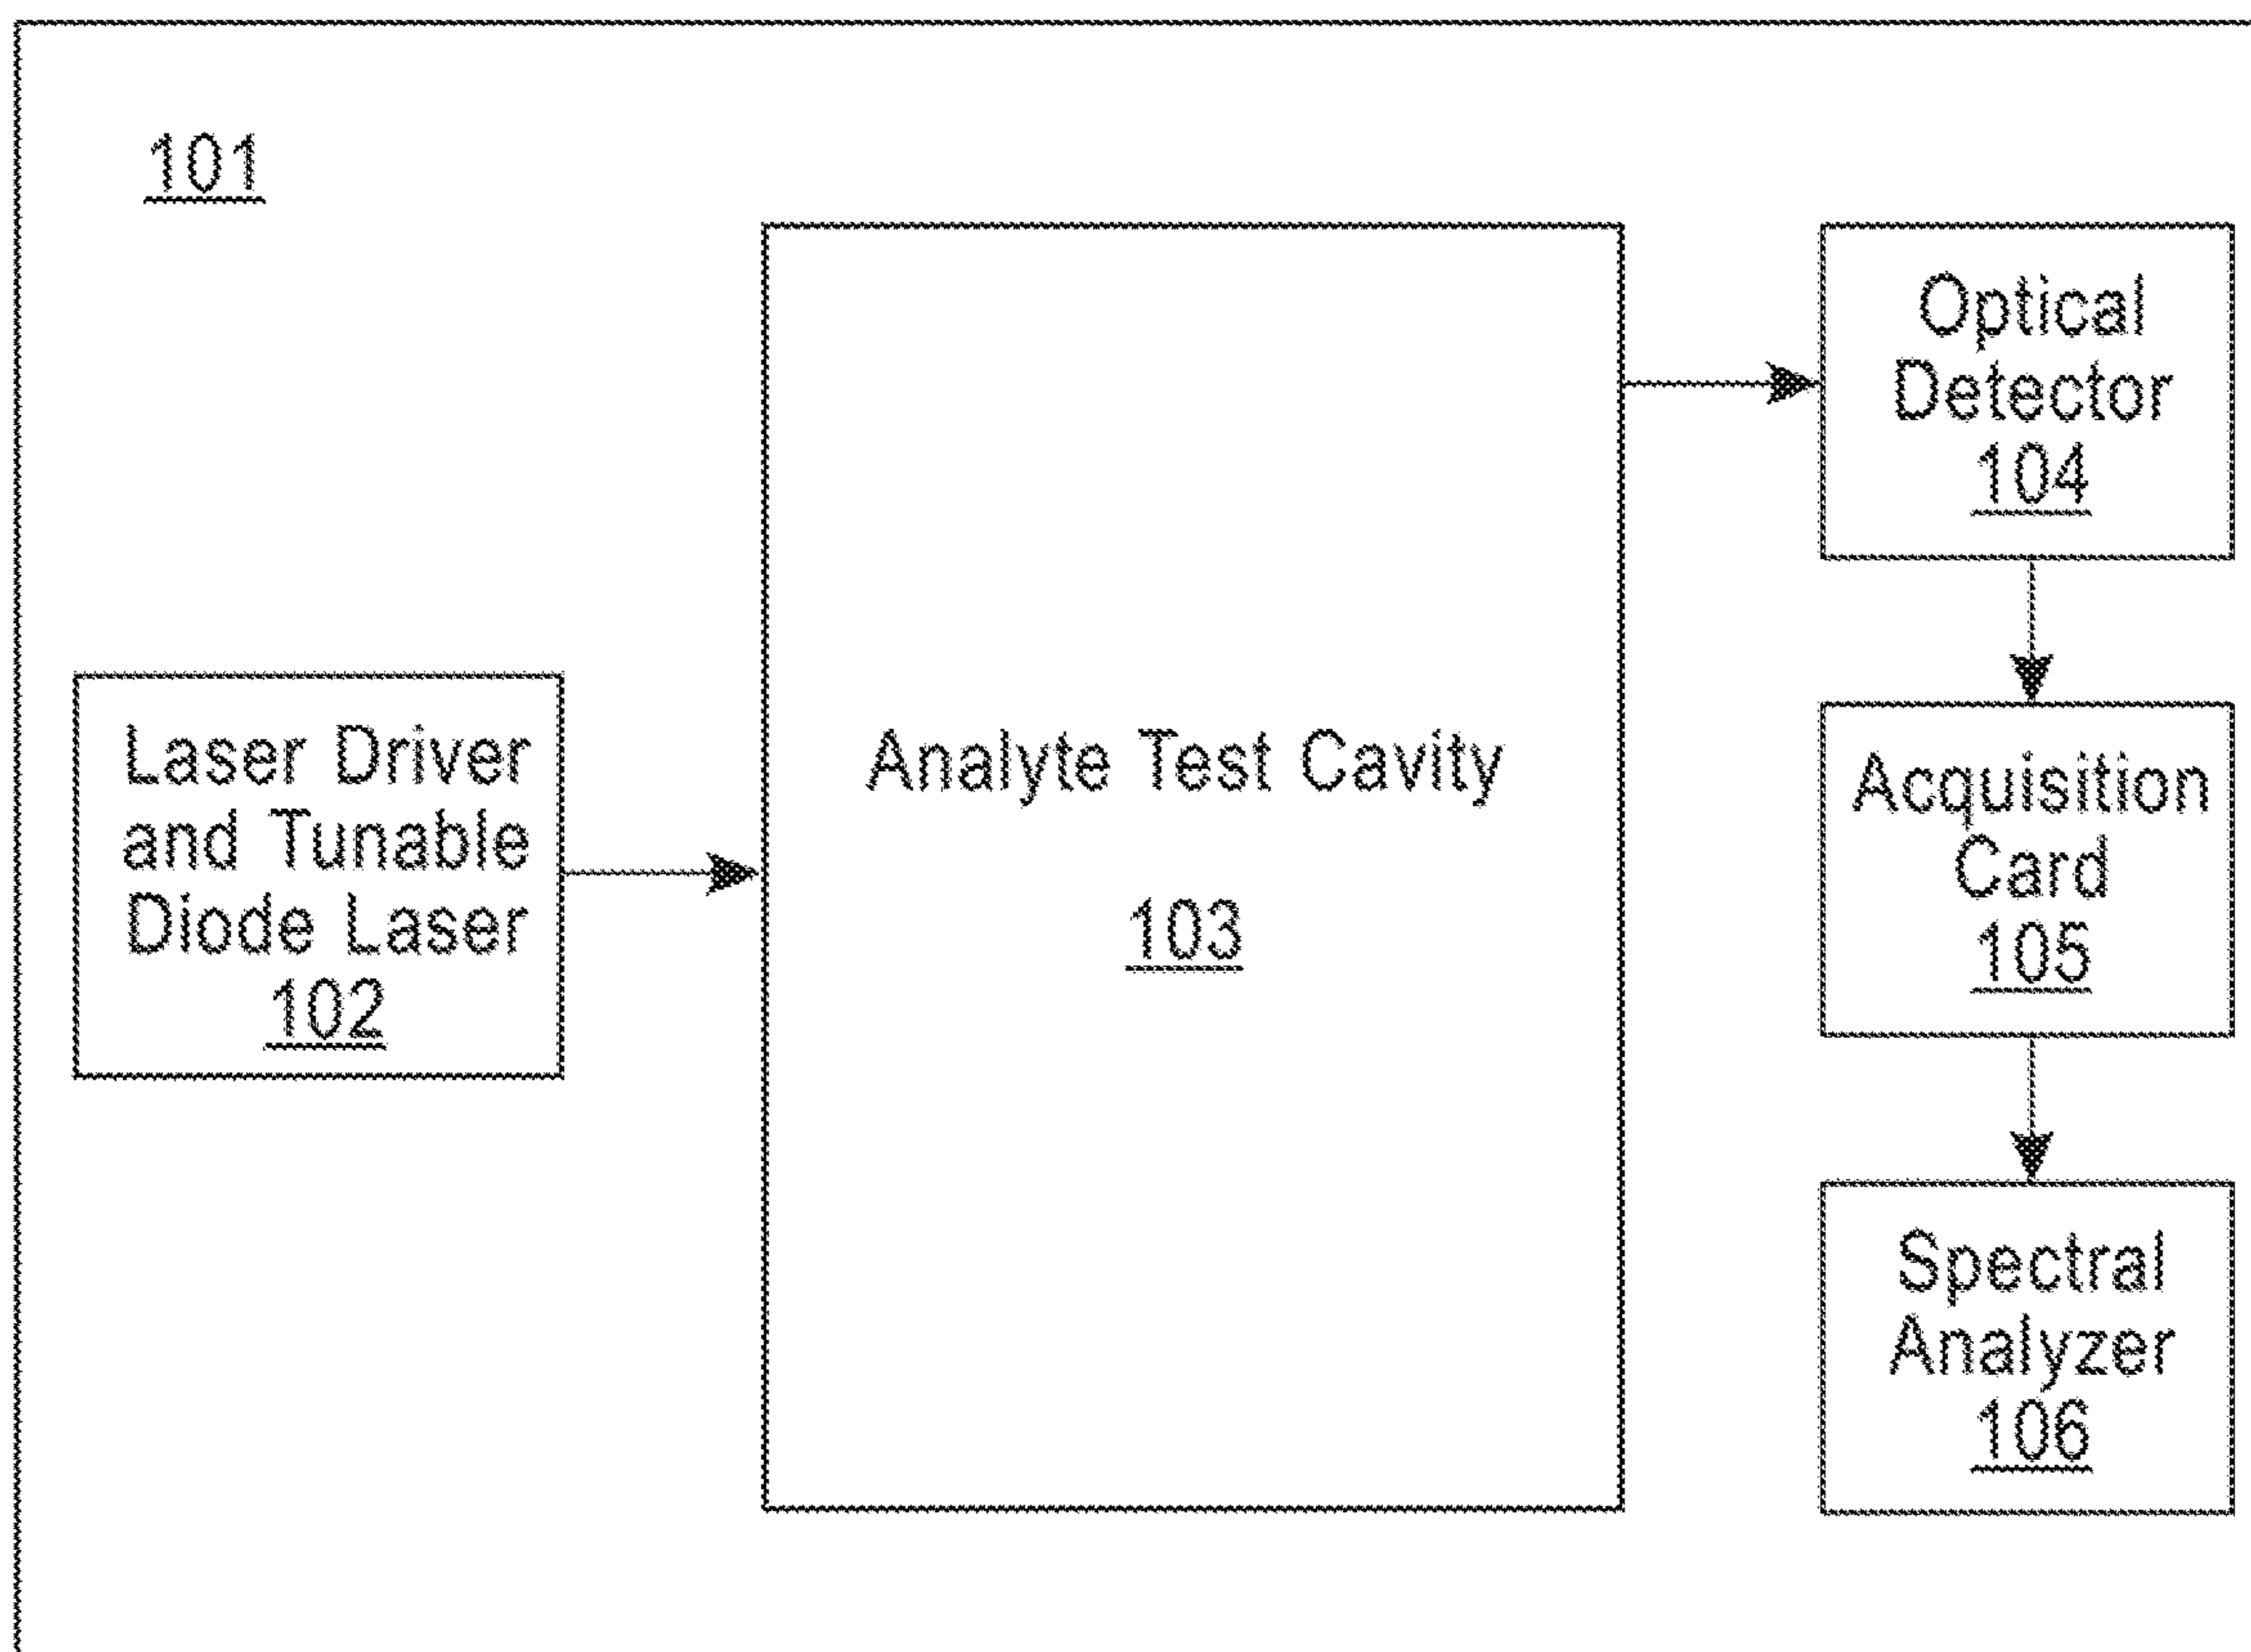 101
Laser Driver
and Tunable
Diode Laser
102
Analyte Test Cavity
103
Optical
Detector
104
Acquisition
Card
105
Spectral
Analyzer
106